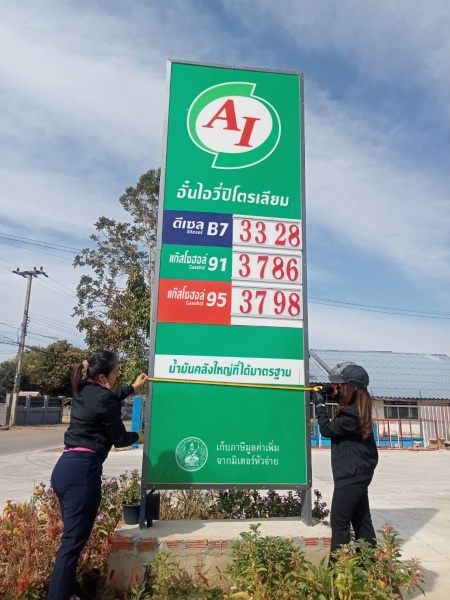 AI
อั๋นไอวี่ปิโตรเลียม
ดีเซล B7 33 28
Diesel
แก๊สโซฮอล์ 91 37 86
Gasohol
แก๊สโซฮอล์ 95 37 98
Gasohol
น้ำมันคลังใหญ่ที่ได้มาตรฐาน
เก็บภาษีมูลค่าเพิ่ม
จากมิเตอร์หัวจ่าย